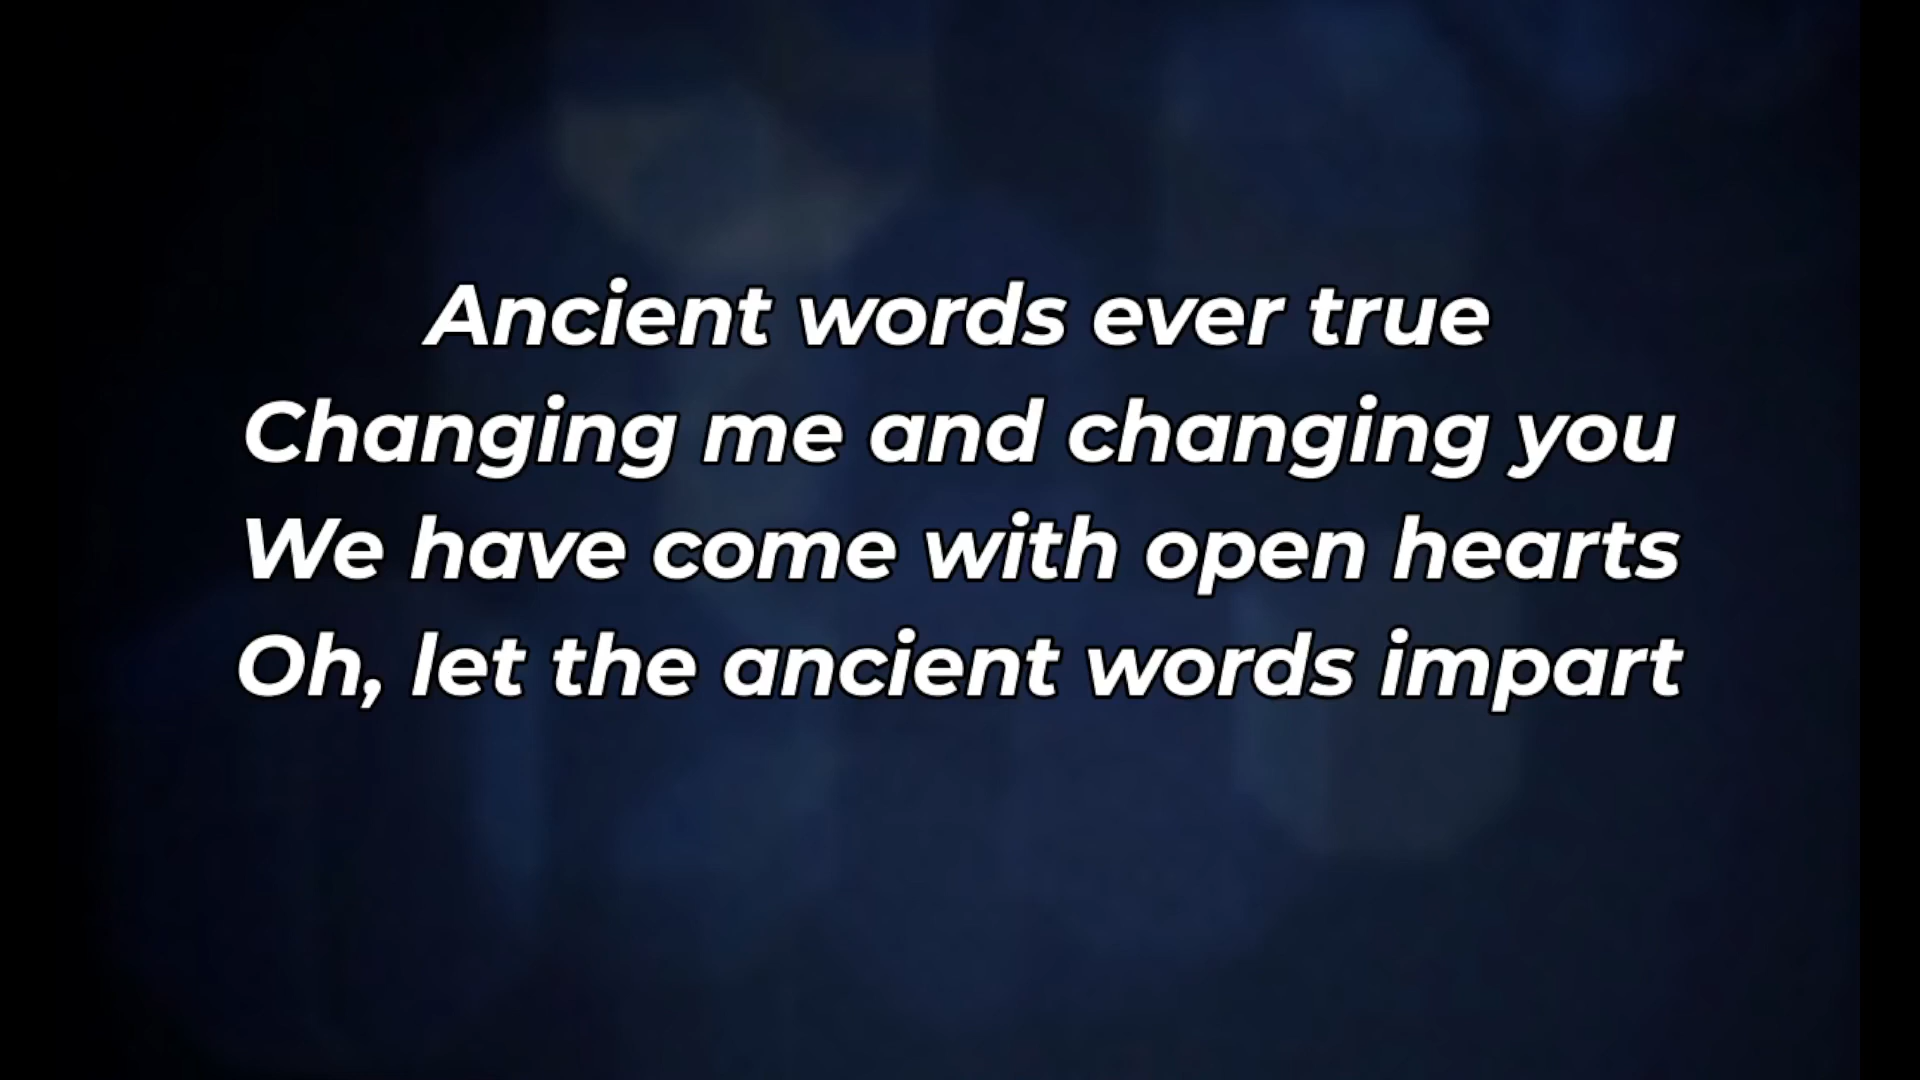 Ancient words ever true
Changing me and changing you
We have come with open hearts
Oh, let the ancient words impart